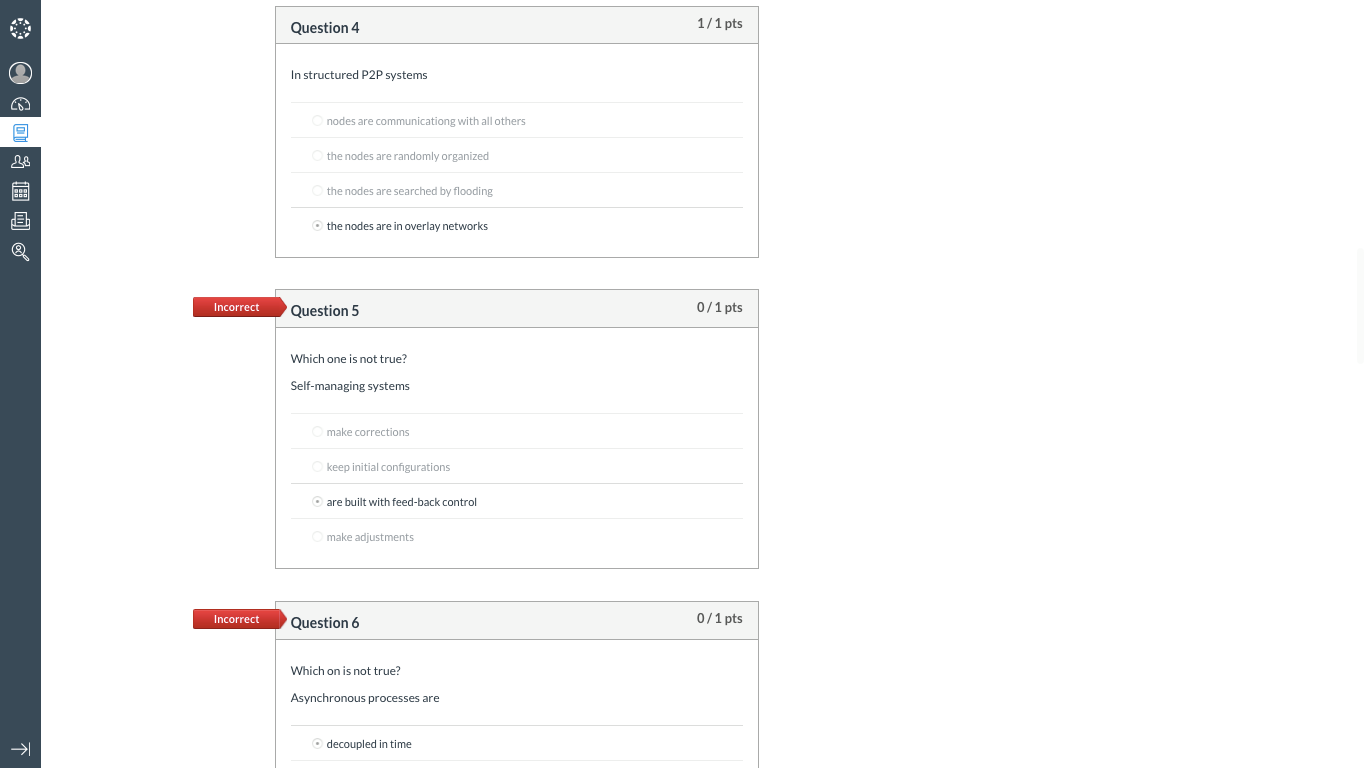 Question 4
1 / 1 pts
In structured P2P systems
nodes are communicationg with all others
the nodes are randomly organized
the nodes are searched by flooding
the nodes are in overlay networks
Incorrect
Question 5
0 / 1 pts
Which one is not true?
Self-managing systems
make corrections
keep initial configurations
are built with feed-back control
make adjustments
Incorrect
Question 6
0 / 1 pts
Which on is not true?
Asynchronous processes are
decoupled in time